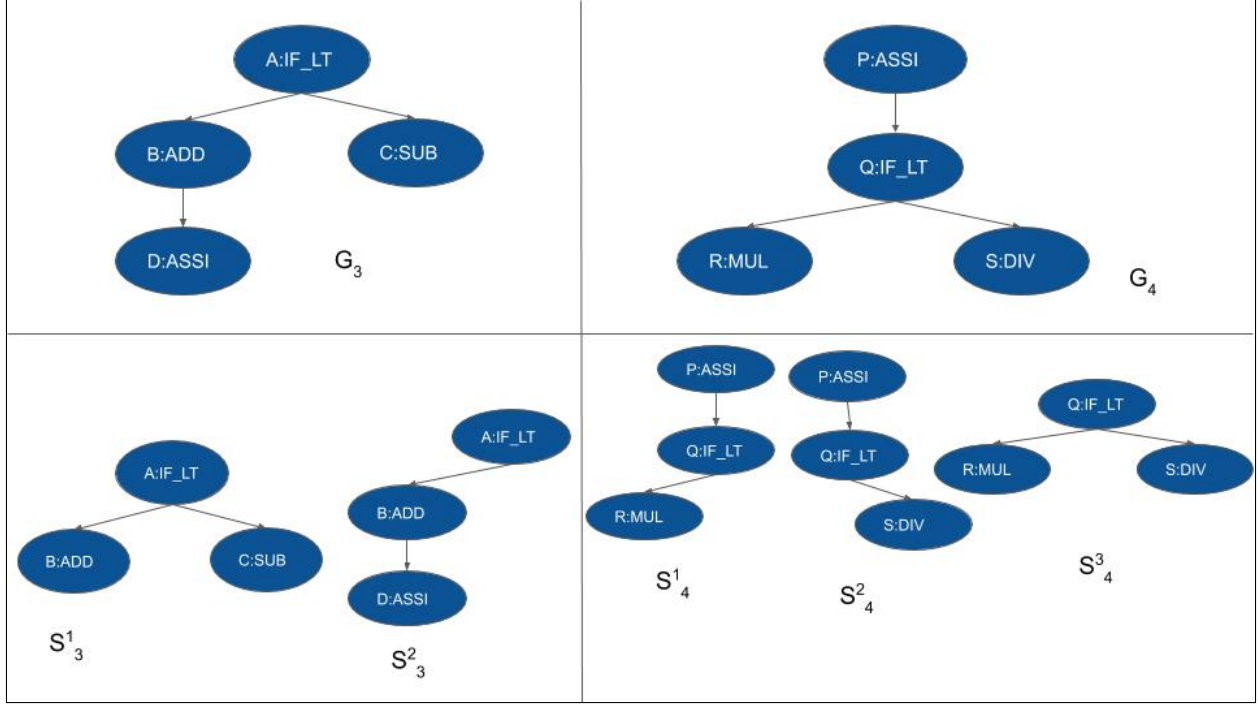 A:IF_LT
B:ADD
C:SUB
D:ASSI
G3
P:ASSI
Q:IF_LT
R:MUL
S:DIV
G4
A:IF_LT
B:ADD
C:SUB
S¹3
A:IF_LT
B:ADD
D:ASSI
S²3
P:ASSI
Q:IF_LT
R:MUL
S¹4
P:ASSI
Q:IF_LT
S:DIV
S²4
Q:IF_LT
R:MUL
S:DIV
S³4